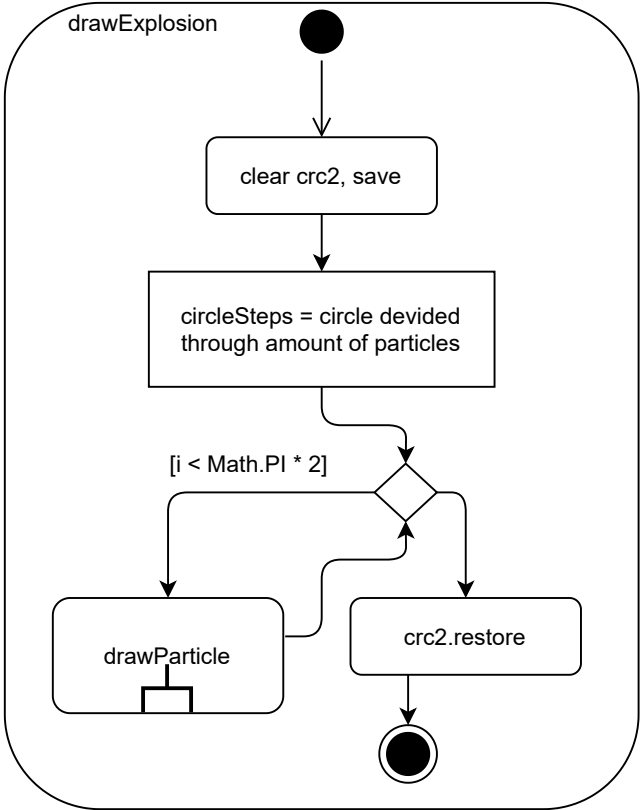 drawExplosion
clear crc2, save
circleSteps = circle devided
through amount of particles
[i < Math.PI * 2]
drawParticle
crc2.restore